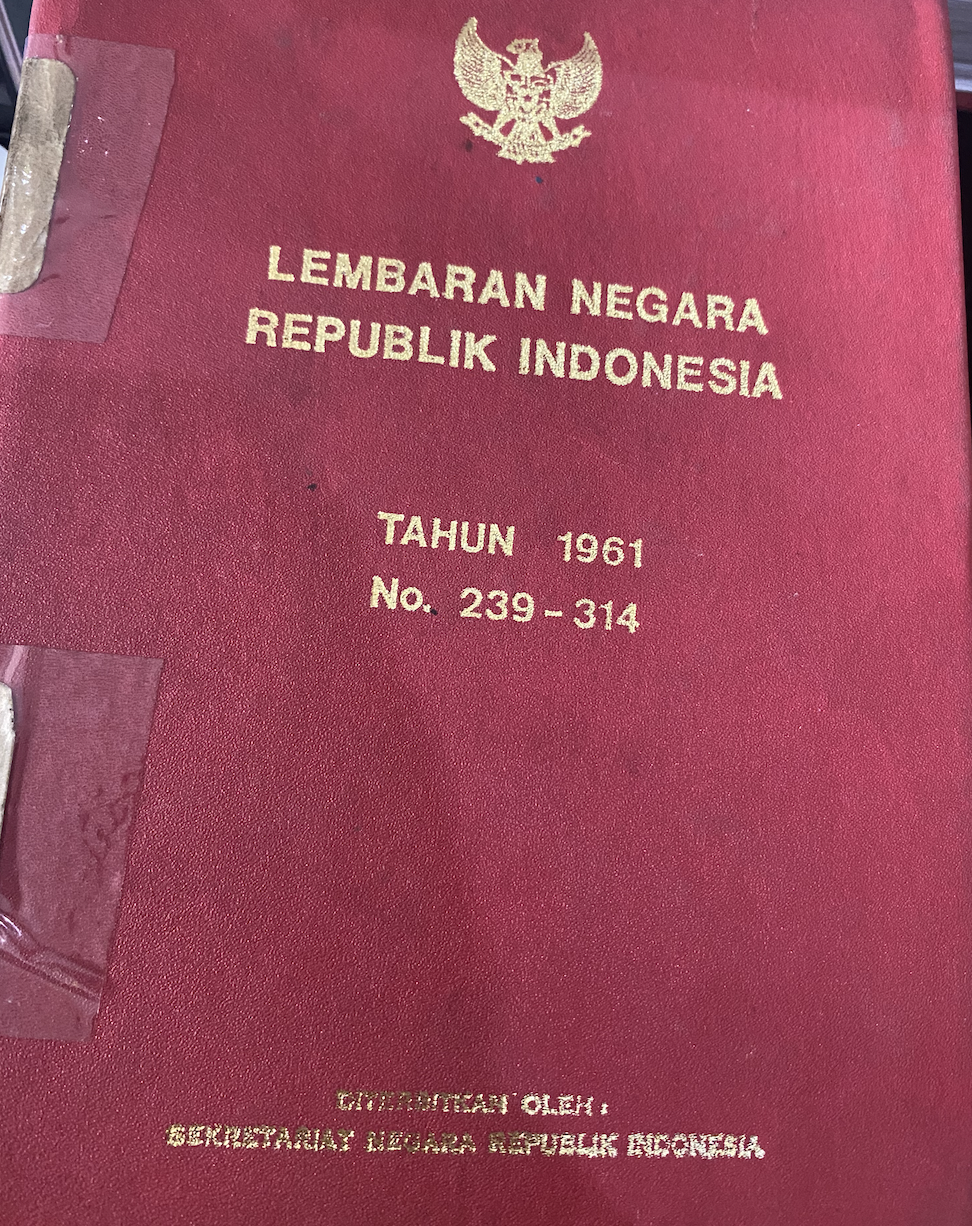 LEMBARAN NEGARA
REPUBLIK INDONESIA
TAHUN 1961
No. 239 - 314
DITERBITKAN OLEH :
SEKRETARIAT NEGARA REPUBLIK INDONESIA